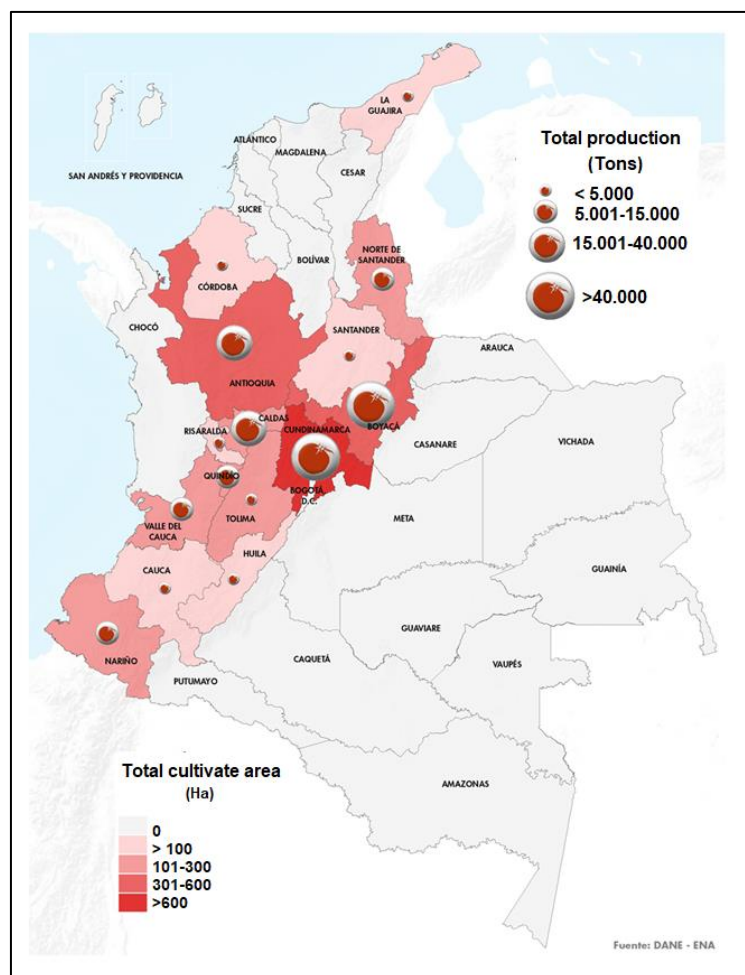 LA
GUAJIRA
ATLÁNTICO
MAGDALENA
CESAR
SAN ANDRÉS Y PROVIDENCIA
SUCRE
BOLÍVAR
NORTE DE
SANTANDER
CÓRDOBA
CHOCÓ
SANTANDER
ARAUCA
ANTIOQUIA
CALDAS
RISARALDA
CUNDINAMARCA
BOYACÁ
CASANARE
VICHADA
QUINDÍO
BOGOTÁ
D.C.
VALLE DEL
CAUCA
TOLIMA
META
HUILA
CAUCA
GUAINÍA
GUAVIARE
NARIÑO
CAQUETÁ
VAUPÉS
PUTUMAYO
AMAZONAS
Total production
(Tons)
< 5.000
5.001-15.000
15.001-40.000
>40.000
Total cultivate area
(Ha)
0
> 100
101-300
301-600
>600
Fuente: DANE - ENA